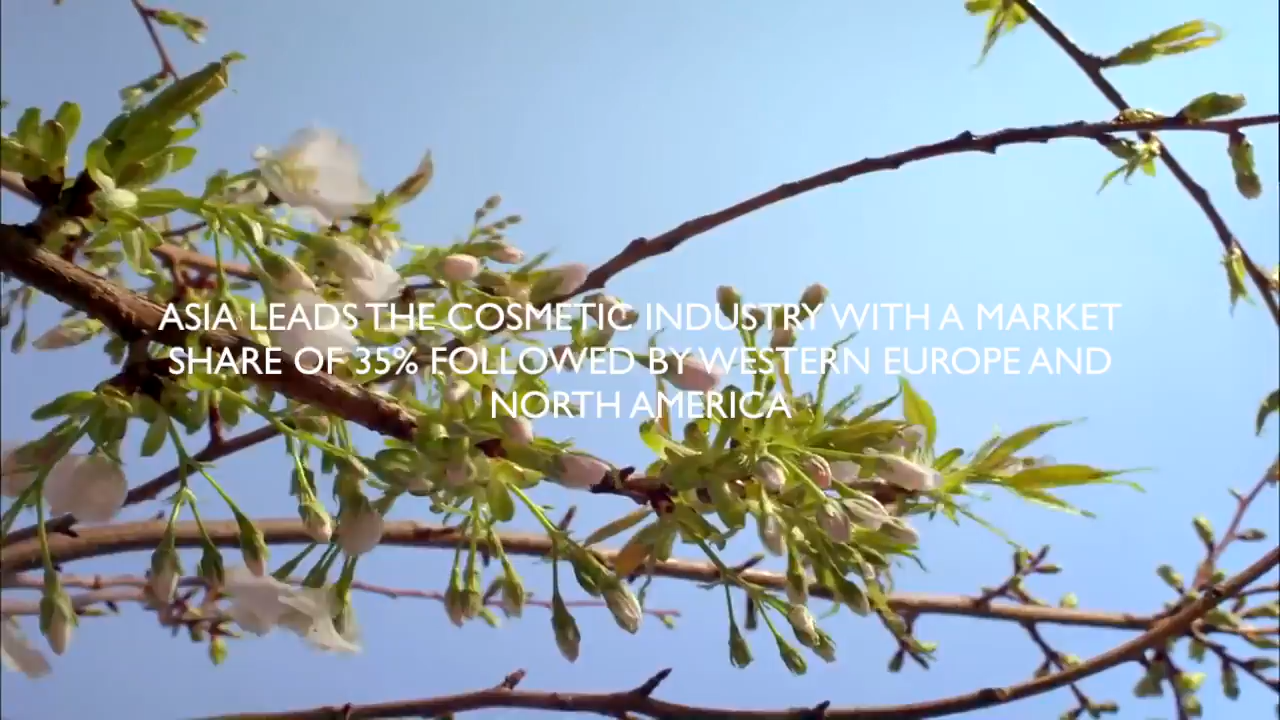 ASIA LEADS THE COSMETIC INDUSTRY WITH A MARKET
SHARE OF 35% FOLLOWED BY WESTERN EUROPE AND
NORTH AMERICA